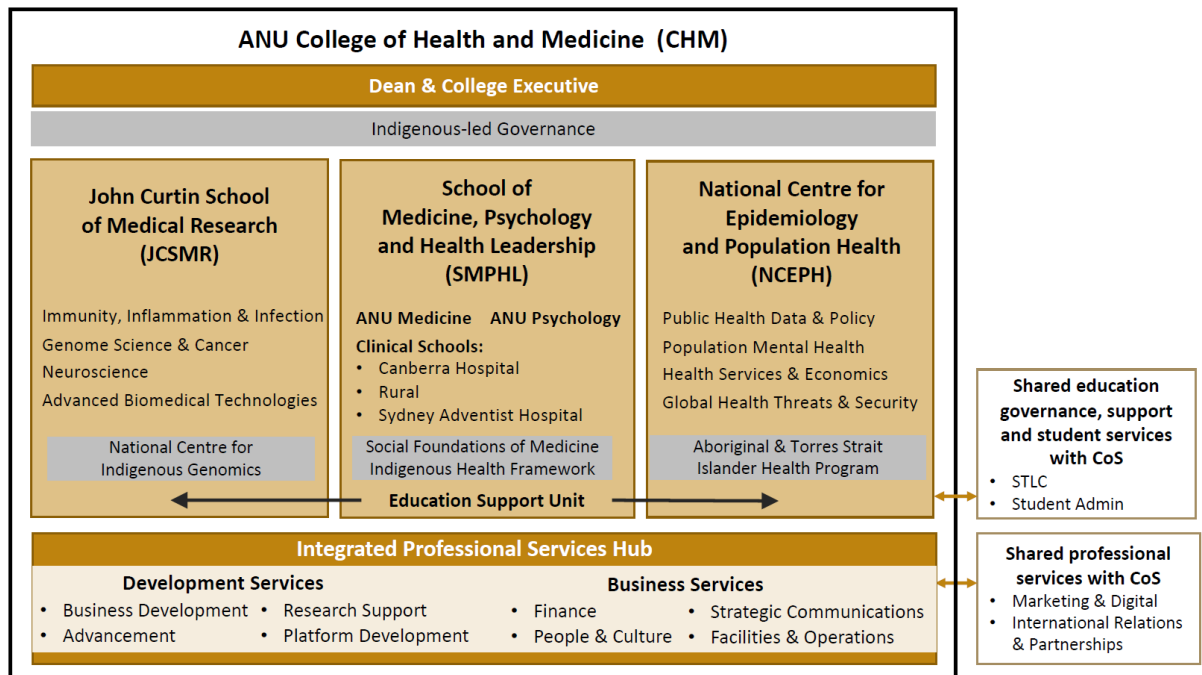 ANU College of Health and Medicine (CHM)
Dean & College Executive
Indigenous-led Governance
John Curtin School
of Medical Research
(JCSMR)
Immunity, Inflammation & Infection
Genome Science & Cancer
Neuroscience
Advanced Biomedical Technologies
National Centre for
Indigenous Genomics
School of
Medicine, Psychology
and Health Leadership
(SMPHL)
ANU Medicine ANU Psychology
Clinical Schools:
• Canberra Hospital
• Rural
• Sydney Adventist Hospital
Social Foundations of Medicine
Indigenous Health Framework
National Centre for
Epidemiology
and Population Health
(NCEPH)
Public Health Data & Policy
Population Mental Health
Health Services & Economics
Global Health Threats & Security
Aboriginal & Torres Strait
Islander Health Program
Education Support Unit
Integrated Professional Services Hub
Development Services
• Business Development
• Advancement
• Research Support
• Platform Development
Business Services
• Finance
• People & Culture
• Strategic Communications
• Facilities & Operations
Shared education
governance, support
and student services
with CoS
• STLC
• Student Admin
Shared professional
services with CoS
• Marketing & Digital
• International Relations
& Partnerships